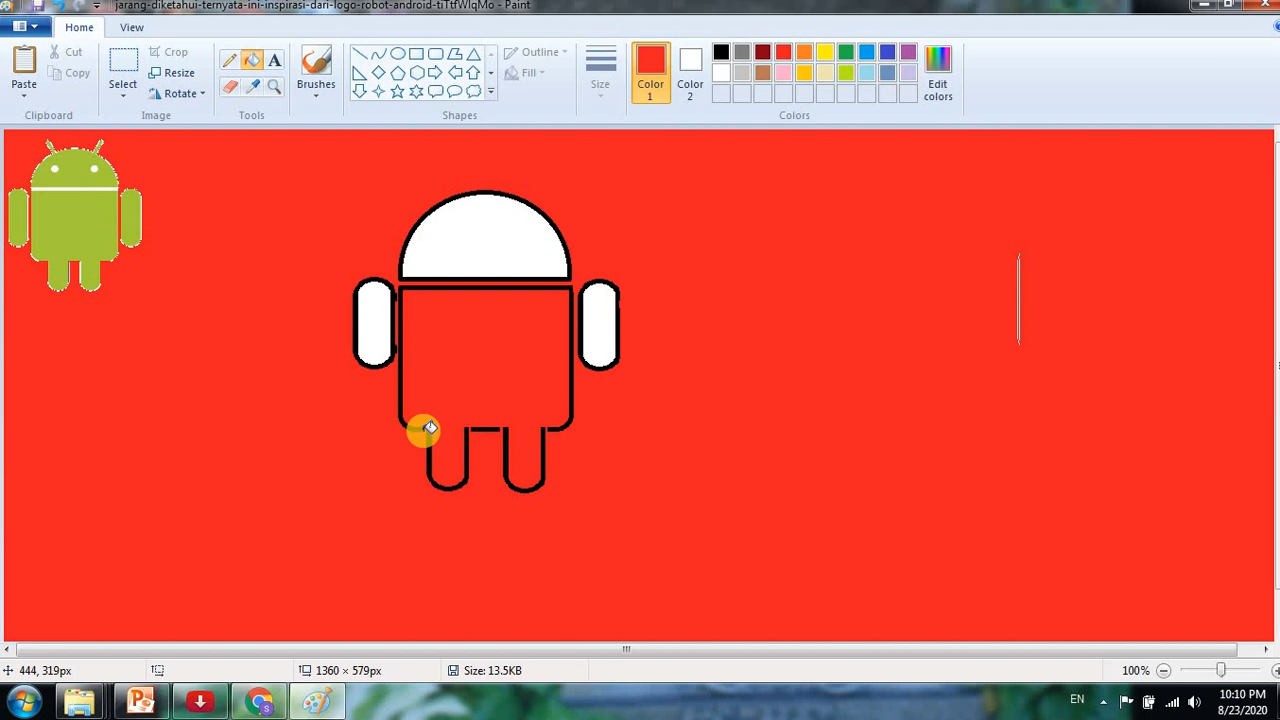 jarang-diketahui-ternyata-ini-inspirasi-dari-logo-robot-android-tiTtfWlqMo - Paint
Home View
Paste
Cut
Copy
Clipboard
Select
Crop
Resize
Rotate
Image
A
Tools
Brushes
Outline
Fill
Shapes
Size
Color 1
Color 2
Edit colors
Colors
444, 319px
1360 × 579px
Size: 13.5KB
100%
EN
10:10 PM
8/23/2020